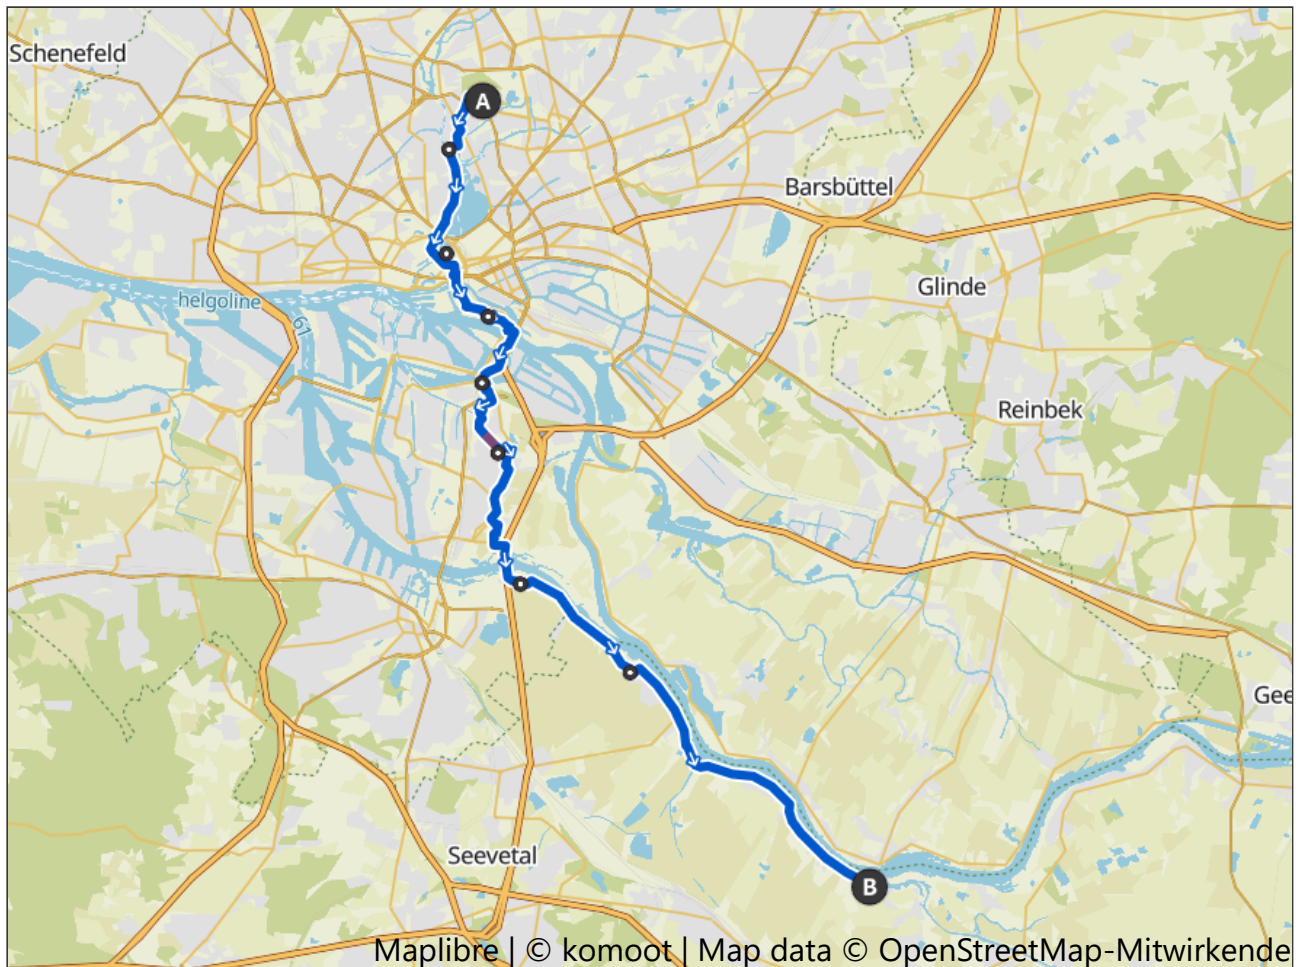 Schenefeld
A
Barsbüttel
Glinde
helgoline
61
Reinbek
Gee
Seevetal
B
Maplibre | © komoot | Map data © OpenStreetMap-Mitwirkende